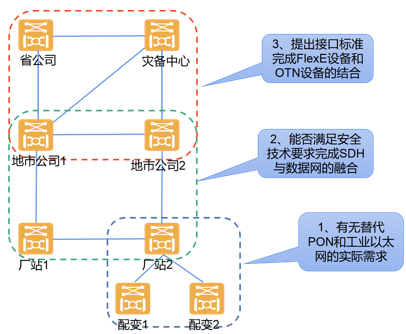 省公司
灾备中心
3、提出接口标准
完成FlexE设备和
OTN设备的结合
地市公司1
地市公司2
2、能否满足安全
技术要求完成SDH
与数据网的融合
厂站1
厂站2
1、有无替代
PON和工业以太
网的实际需求
配变1
配变2